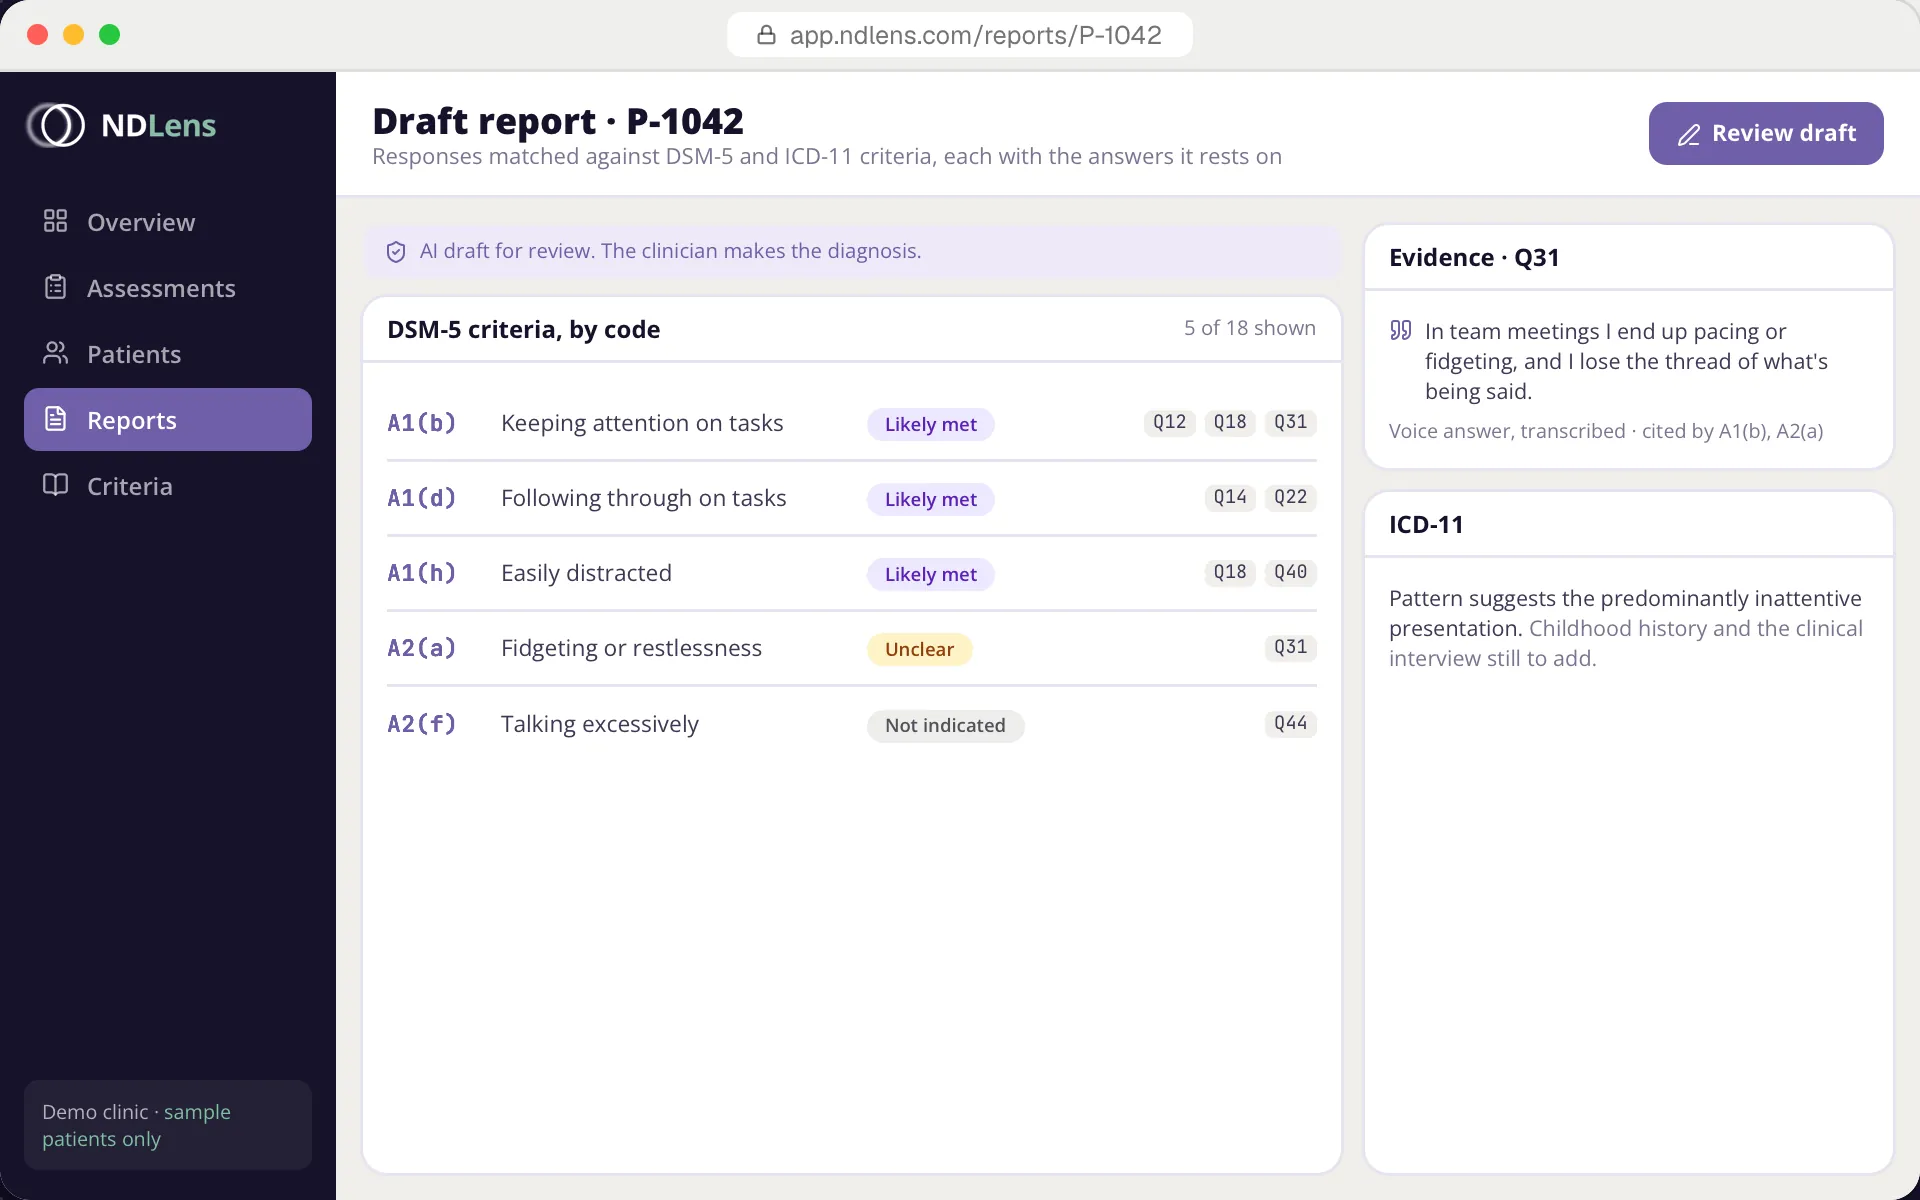 app.ndlens.com/reports/P-1042
NDLens
Overview
Assessments
Patients
Reports
Criteria
Demo clinic · sample
patients only
Draft report · P-1042
Responses matched against DSM-5 and ICD-11 criteria, each with the answers it rests on
Review draft
AI draft for review. The clinician makes the diagnosis.
DSM-5 criteria, by code
5 of 18 shown
A1(b) Keeping attention on tasks Likely met Q12 Q18 Q31
A1(d) Following through on tasks Likely met Q14 Q22
A1(h) Easily distracted Likely met Q18 Q40
A2(a) Fidgeting or restlessness Unclear Q31
A2(f) Talking excessively Not indicated Q44
Evidence · Q31
In team meetings I end up pacing or
fidgeting, and I lose the thread of what's
being said.
Voice answer, transcribed · cited by A1(b), A2(a)
ICD-11
Pattern suggests the predominantly inattentive
presentation. Childhood history and the clinical
interview still to add.